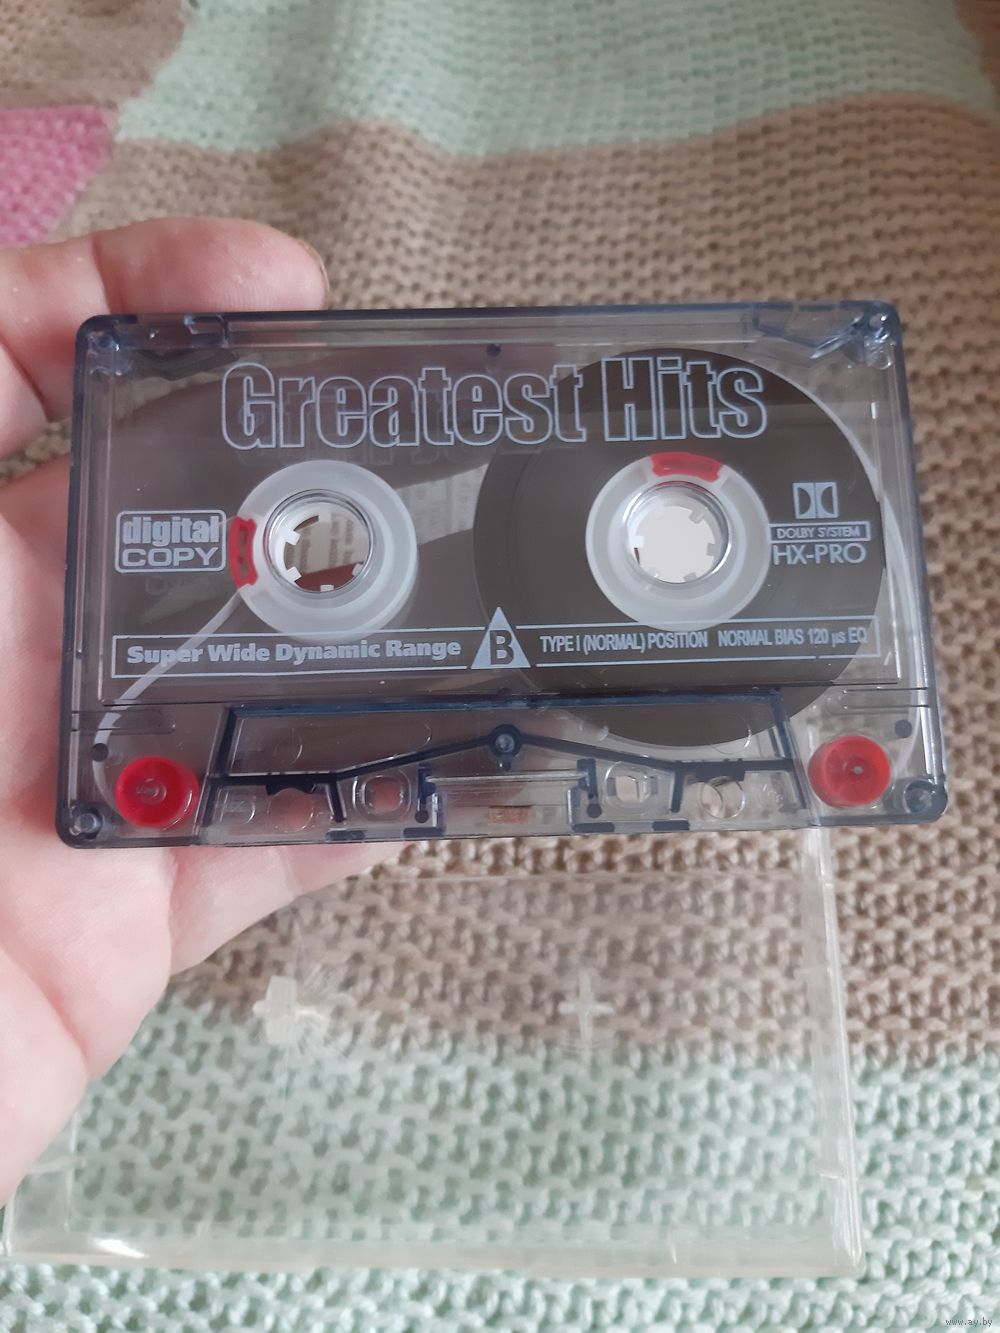 Greatest Hits
digital
COPY
DOLBY SYSTEM
HX-PRO
Super Wide Dynamic Range
B
TYPE I (NORMAL) POSITION NORMAL BIAS 120 µs EQ
www.ay.by